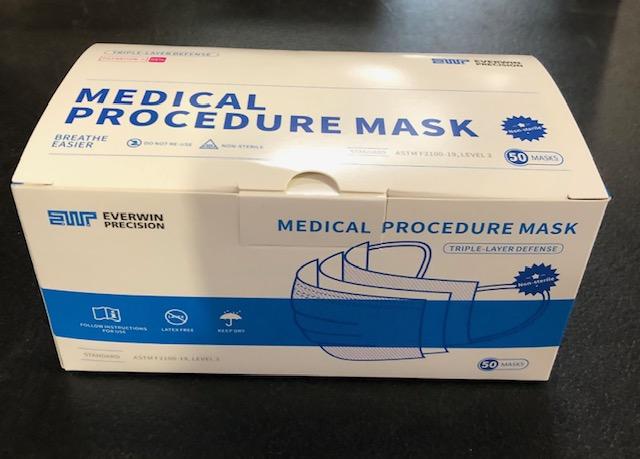 TRIPLE-LAYER DEFENSE
EVERWIN
PRECISION
MEDICAL
PROCEDURE MASK
BREATHE
EASIER
DO NOT RE-USE
NON-STERILE
Non-sterile
STANDARD
ASTM F2100-19, LEVEL 3
50 MASKS
EVERWIN
PRECISION
MEDICAL PROCEDURE MASK
TRIPLE-LAYER DEFENSE
Non-sterile
FOLLOW INSTRUCTIONS
FOR USE
LATEX FREE
KEEP DRY
STANDARD
ASTM F2100-19, LEVEL 3
50 MASKS